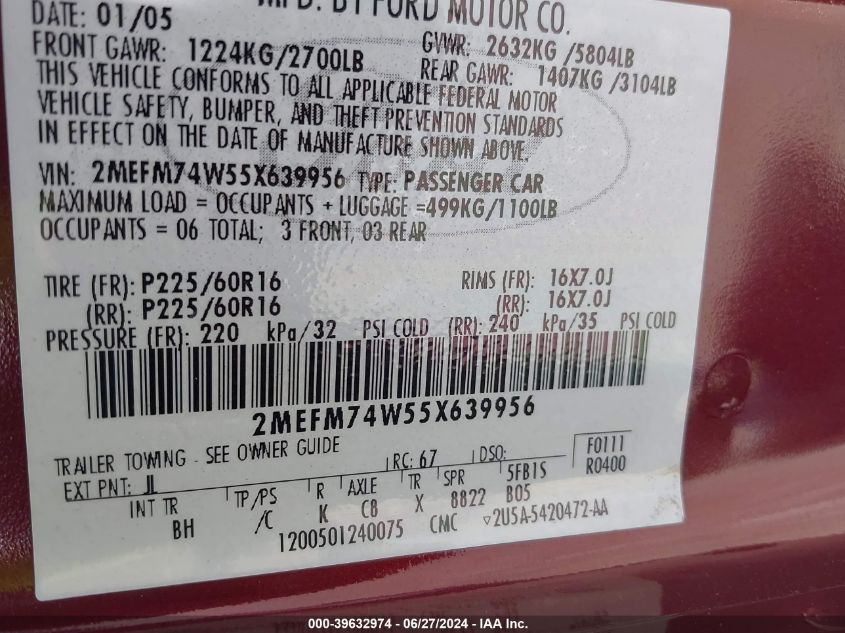 DATE: 01/05
MFD. BY FORD MOTOR CO.
FRONT GAWR: 1224KG/2700LB
GVWR: 2632KG /5804LB
REAR GAWR: 1407KG /3104LB
THIS VEHICLE CONFORMS TO ALL APPLICABLE FEDERAL MOTOR
VEHICLE SAFETY, BUMPER, AND THEFT PREVENTION STANDARDS
IN EFFECT ON THE DATE OF MANUFACTURE SHOWN ABOVE.
VIN: 2MEFM74W55X639956 TYPE: PASSENGER CAR
MAXIMUM LOAD = OCCUPANTS + LUGGAGE =499KG/1100LB
OCCUPANTS = 06 TOTAL; 3 FRONT, 03 REAR
TIRE (FR): P225/60R16 RIMS (FR): 16X7.0J
(RR): P225/60R16 (RR): 16X7.0J
PRESSURE (FR): 220 kPa/32 PSI COLD (RR): 240 kPa/35 PSI COLD
2MEFM74W55X639956
TRAILER TOWING - SEE OWNER GUIDE
RC: 67 DSO: F0111
R0400
EXT PNT: JL
INT TR TP/PS R AXLE TR SPR 5FB1S
BH /C K C8 X 8822 B05
1200501240075 CMC ▽2U5A-5420472-AA
000-39632974 - 06/27/2024 - IAA Inc.